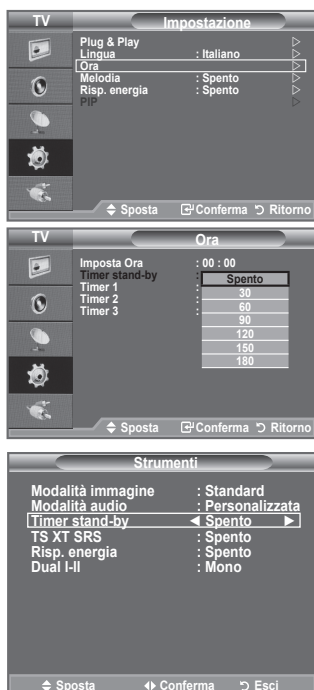 TV Impostazione
Plug & Play
Lingua : Italiano
Ora
Melodia : Spento
Risp. energia : Spento
PIP
Sposta Conferma Ritorno
TV Ora
Imposta Ora : 00 : 00
Timer stand-by : Spento
Timer 1 : 30
Timer 2 : 60
Timer 3 : 90
120
150
180
Sposta Conferma Ritorno
Strumenti
Modalità immagine : Standard
Modalità audio : Personalizzata
Timer stand-by ◄ Spento ►
TS XT SRS : Spento
Risp. energia : Spento
Dual I-II : Mono
Sposta Conferma Esci